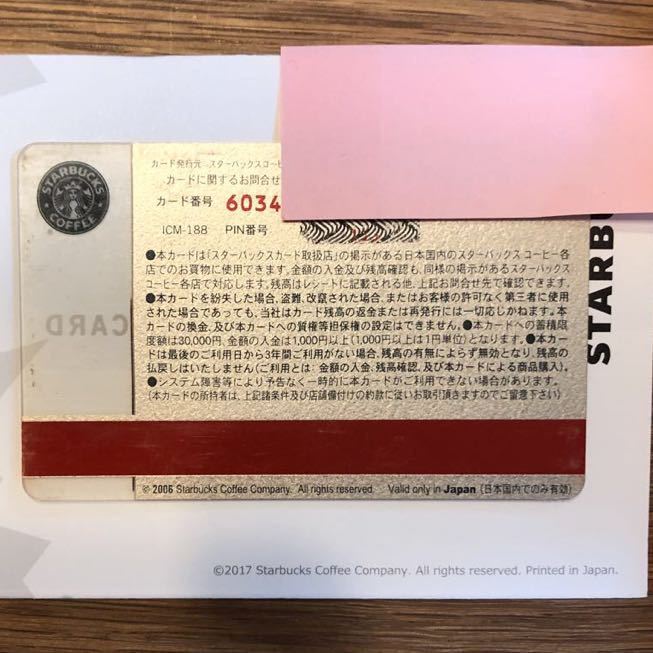 STARBUCKS
COFFEE
カード発行元 スターバックスコー
カードに関するお問合せ
カード番号 6034
ICM-188 PIN番号
●本カードは「スターバックスカード取扱店」の掲示がある日本国内のスターバックス コーヒー各
店でのお買物に使用できます。金額の入金及び残高確認も、同様の掲示があるスターバックス
コーヒー各店で対応します。残高はレシートに記載される他、上記お問合せ先で確認できます。
●本カードを紛失した場合、盗難、改竄された場合、またはお客様の許可なく第三者に使用
された場合であっても、当社はカード残高の返金または再発行には一切応じかねます。本
カードの換金、及び本カードへの質権等担保権の設定はできません。●本カードへの蓄積限
度額は30,000円、金額の入金は1,000円以上(1,000円以上は1円単位)となります。●本カー
ドは最後のご利用日から3年間ご利用がない場合、残高の有無によらず無効となり、残高の
払戻しはいたしません(ご利用とは:金額の入金、残高確認、及び本カードによる商品購入)。
●システム障害等により予告なく一時的に本カードがご利用できない場合があります。
(本カードの所持者は、上記諸条件及び店舗備付けの約款に従いお取引頂きますのでご留意下さい)
CARD
© 2006 Starbucks Coffee Company. All rights reserved. Valid only in Japan (日本国内でのみ有効)
STARBU
©2017 Starbucks Coffee Company. All rights reserved. Printed in Japan.